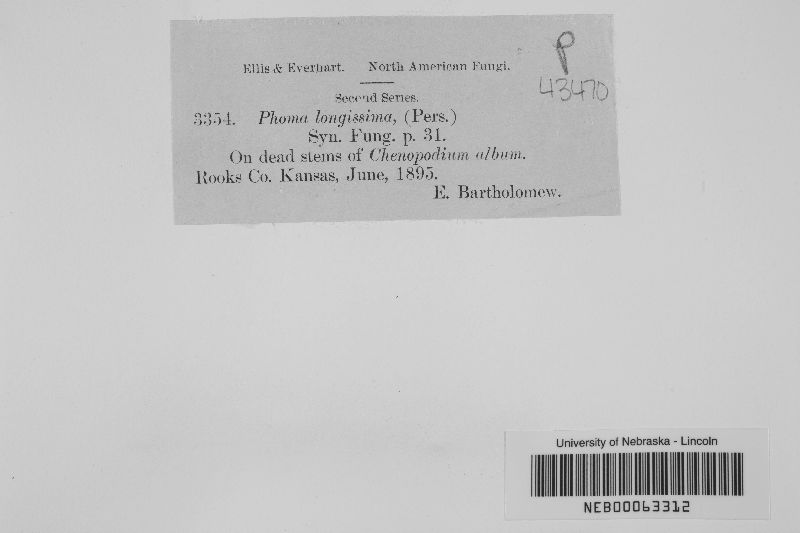 Ellis & Everhart. North American Fungi.
P
43470
Second Series.
3354. Phoma longissima, (Pers.)
Syn. Fung. p. 31.
On dead stems of Chenopodium album.
Rooks Co. Kansas, June, 1895.
E. Bartholomew.
University of Nebraska - Lincoln
NEB00063312